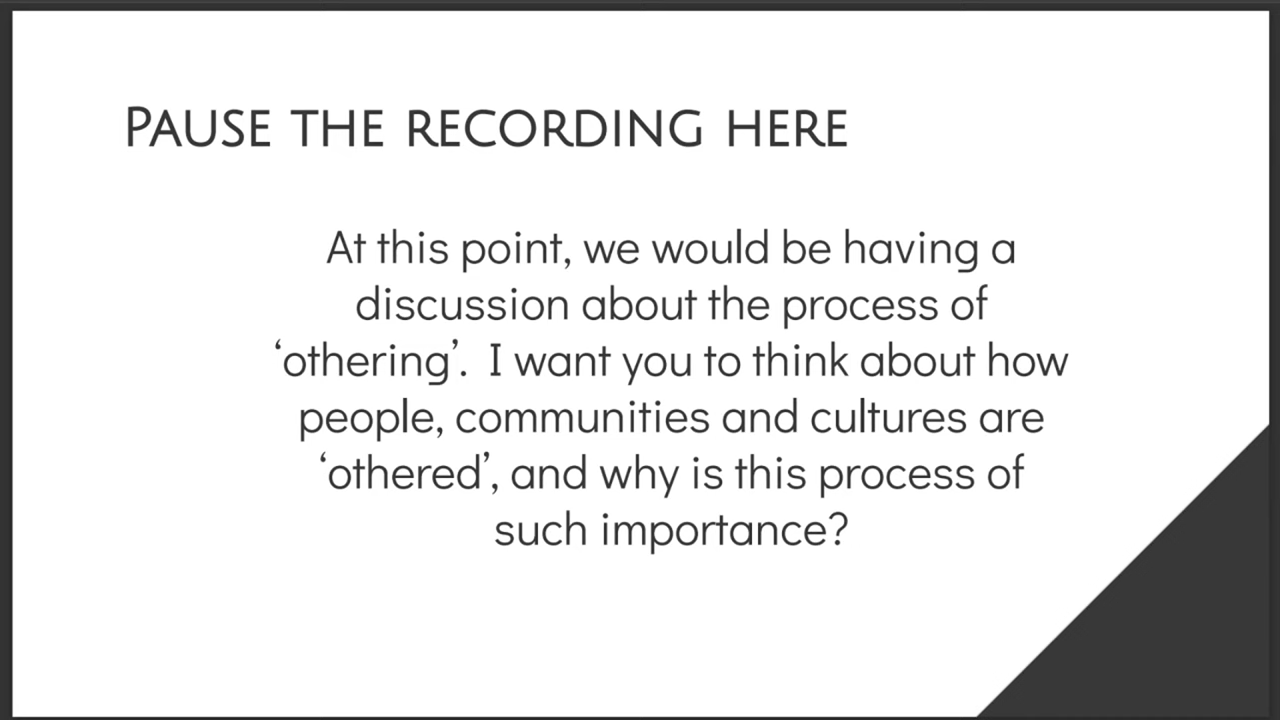 Pause the recording here
At this point, we would be having a
discussion about the process of
‘othering’.  I want you to think about how
people, communities and cultures are
‘othered’, and why is this process of
such importance?